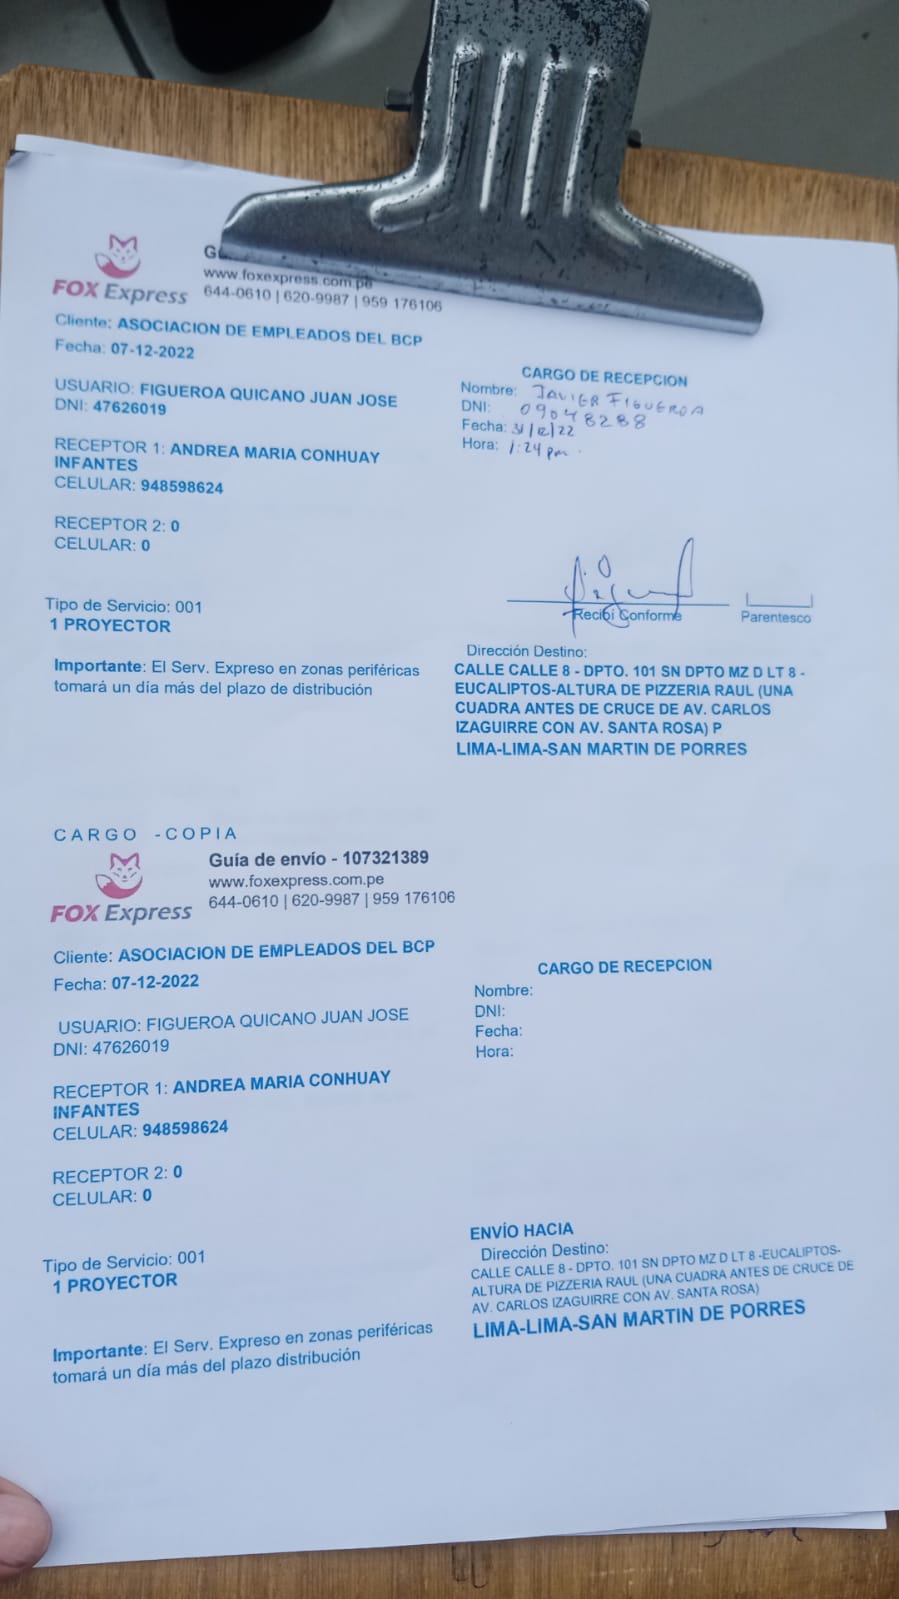 FOX Express
www.foxexpress.com.pe
644-0610 | 620-9987 | 959 176106
Cliente: ASOCIACION DE EMPLEADOS DEL BCP
Fecha: 07-12-2022
USUARIO: FIGUEROA QUICANO JUAN JOSE
DNI: 47626019
RECEPTOR 1: ANDREA MARIA CONHUAY
INFANTES
CELULAR: 948598624
RECEPTOR 2: 0
CELULAR: 0
CARGO DE RECEPCION
Nombre: JAVIER FIGUEROA
DNI: 09048288
Fecha: 31/12/22
Hora: 1:24 pm.
Recibí Conforme
Parentesco
Tipo de Servicio: 001
1 PROYECTOR
Importante: El Serv. Expreso en zonas periféricas
tomará un día más del plazo de distribución
Dirección Destino:
CALLE CALLE 8 - DPTO. 101 SN DPTO MZ D LT 8 -
EUCALIPTOS-ALTURA DE PIZZERIA RAUL (UNA
CUADRA ANTES DE CRUCE DE AV. CARLOS
IZAGUIRRE CON AV. SANTA ROSA) P
LIMA-LIMA-SAN MARTIN DE PORRES
CARGO -COPIA
FOX Express
Guía de envío - 107321389
www.foxexpress.com.pe
644-0610 | 620-9987 | 959 176106
Cliente: ASOCIACION DE EMPLEADOS DEL BCP
Fecha: 07-12-2022
USUARIO: FIGUEROA QUICANO JUAN JOSE
DNI: 47626019
RECEPTOR 1: ANDREA MARIA CONHUAY
INFANTES
CELULAR: 948598624
RECEPTOR 2: 0
CELULAR: 0
CARGO DE RECEPCION
Nombre:
DNI:
Fecha:
Hora:
Tipo de Servicio: 001
1 PROYECTOR
Importante: El Serv. Expreso en zonas periféricas
tomará un día más del plazo distribución
ENVÍO HACIA
Dirección Destino:
CALLE CALLE 8 - DPTO. 101 SN DPTO MZ D LT 8 -EUCALIPTOS-
ALTURA DE PIZZERIA RAUL (UNA CUADRA ANTES DE CRUCE DE
AV. CARLOS IZAGUIRRE CON AV. SANTA ROSA)
LIMA-LIMA-SAN MARTIN DE PORRES